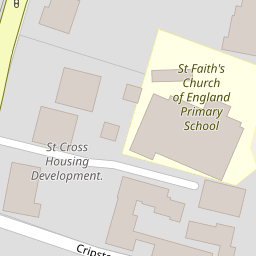 St Faith's
Church
of England
Primary
School
St Cross
Housing
Development.